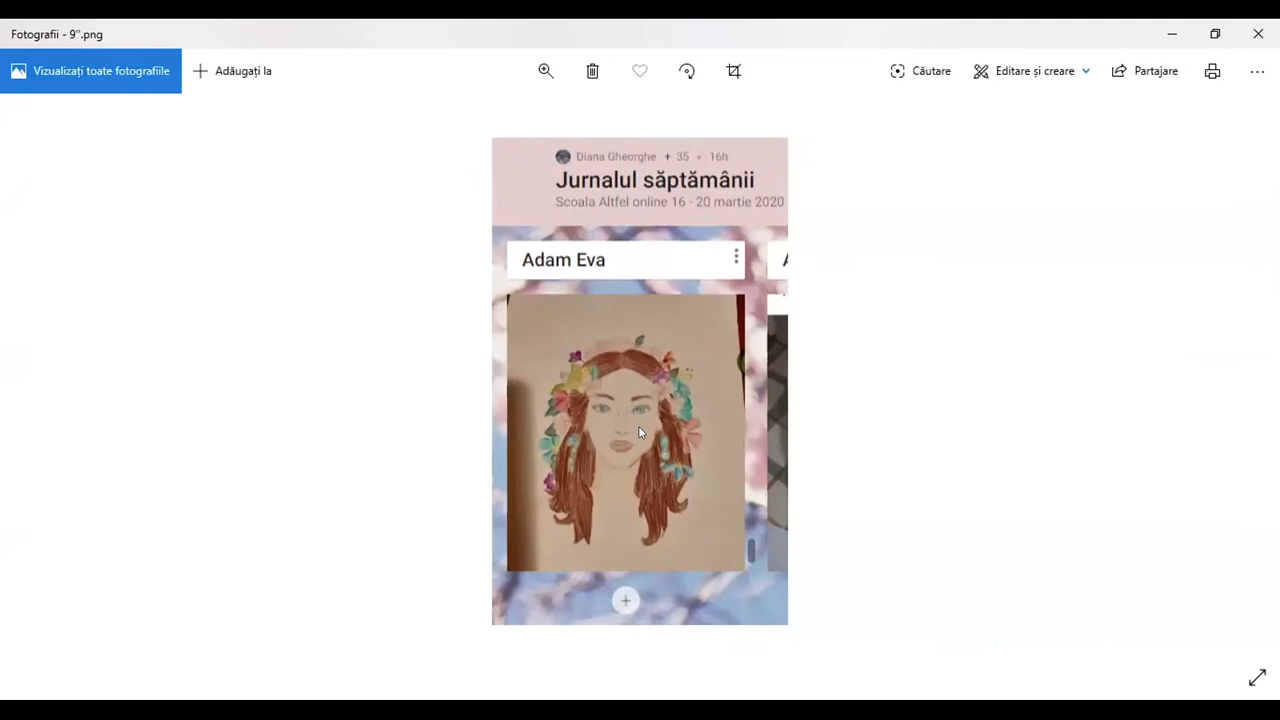 Fotografii - 9".png
Vizualizați toate fotografiile
Adăugați la
Căutare
Editare și creare
Partajare
Diana Gheorghe + 35 • 16h
Jurnalul săptămânii
Scoala Altfel online 16 - 20 martie 2020
Adam Eva